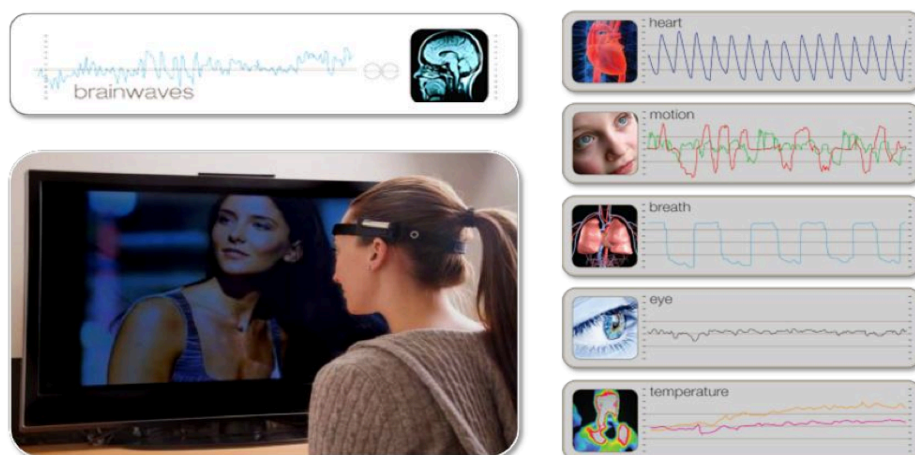 brainwaves
heart
motion
breath
eye
temperature